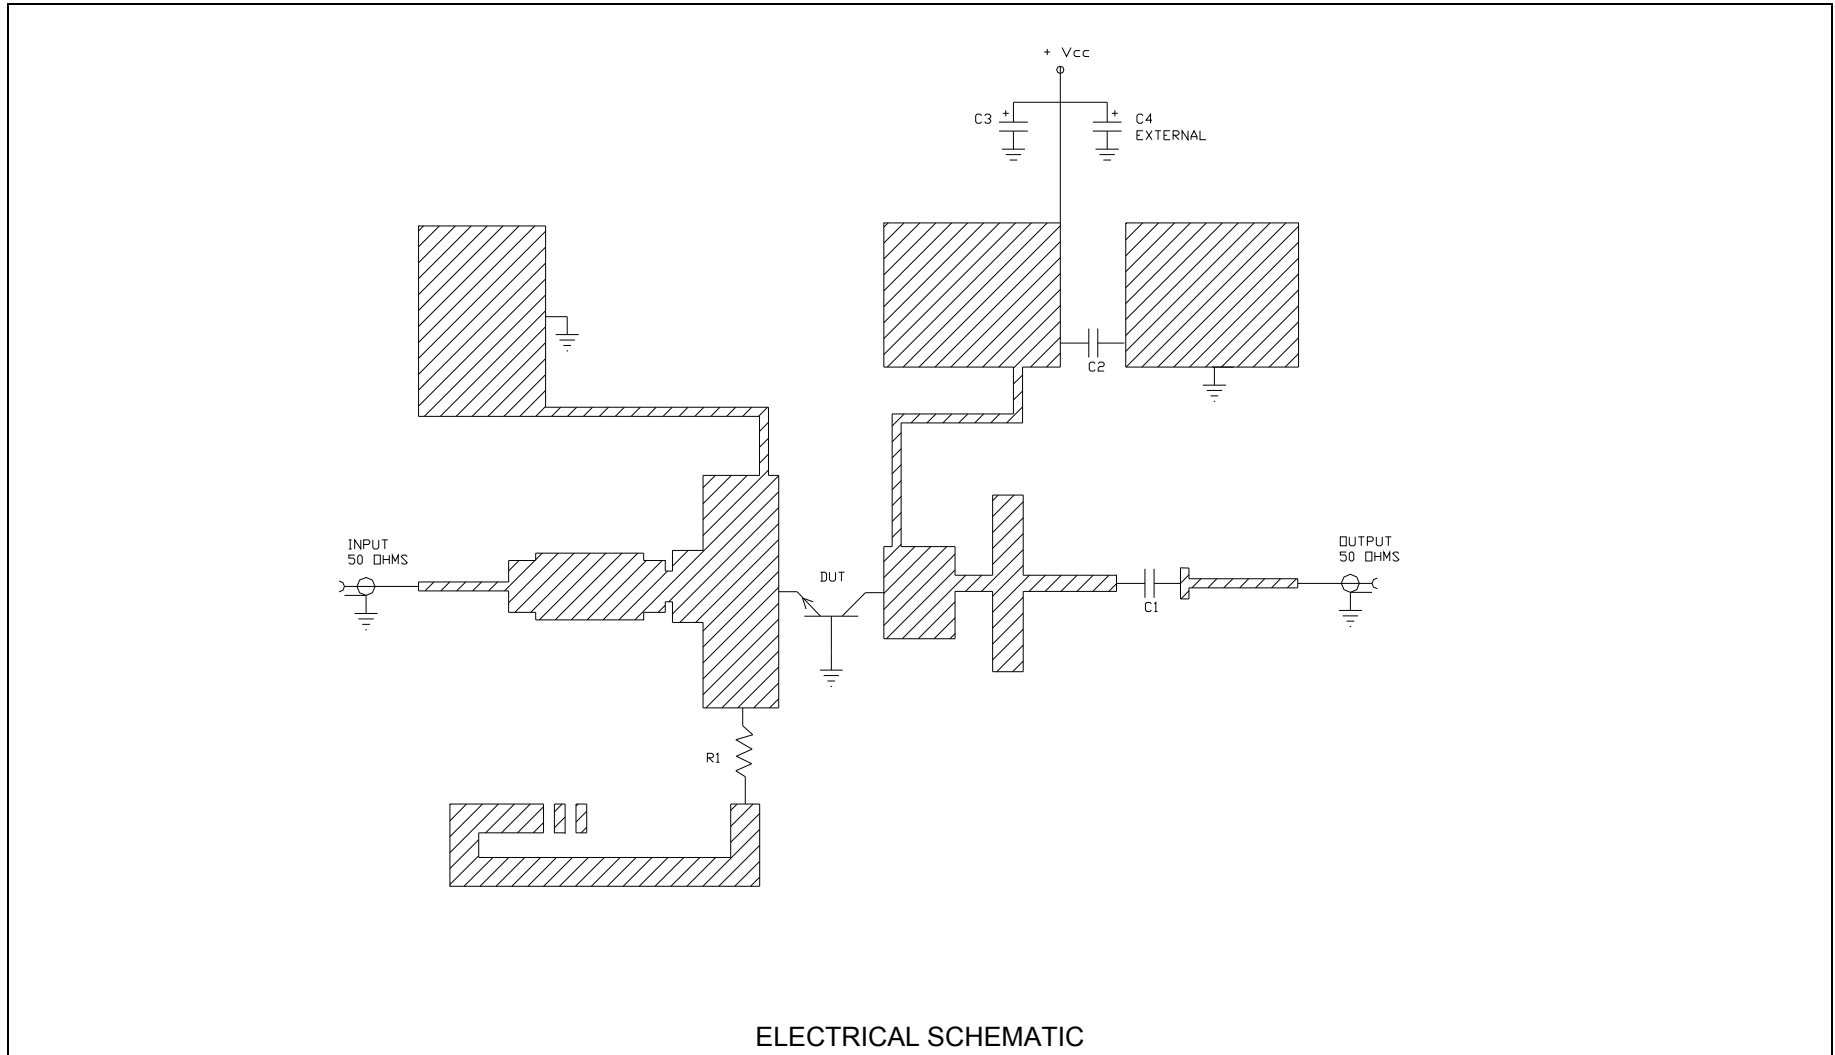 + Vcc
C3 +
+ C4
EXTERNAL
C2
INPUT
50 OHMS
DUT
OUTPUT
50 OHMS
C1
R1
ELECTRICAL SCHEMATIC